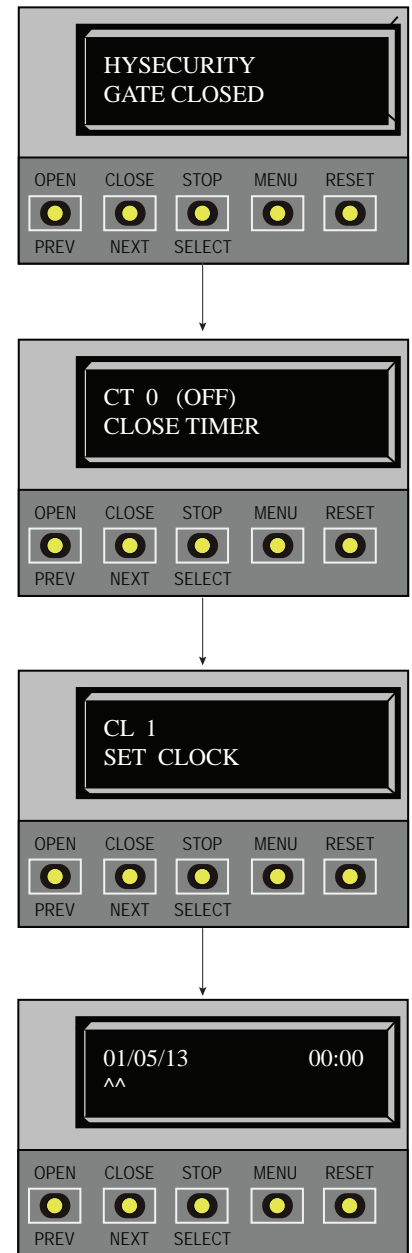 HYSECURITY
GATE CLOSED
OPEN CLOSE STOP MENU RESET
PREV NEXT SELECT
CT 0 (OFF)
CLOSE TIMER
OPEN CLOSE STOP MENU RESET
PREV NEXT SELECT
CL 1
SET CLOCK
OPEN CLOSE STOP MENU RESET
PREV NEXT SELECT
01/05/13 00:00
^^
OPEN CLOSE STOP MENU RESET
PREV NEXT SELECT